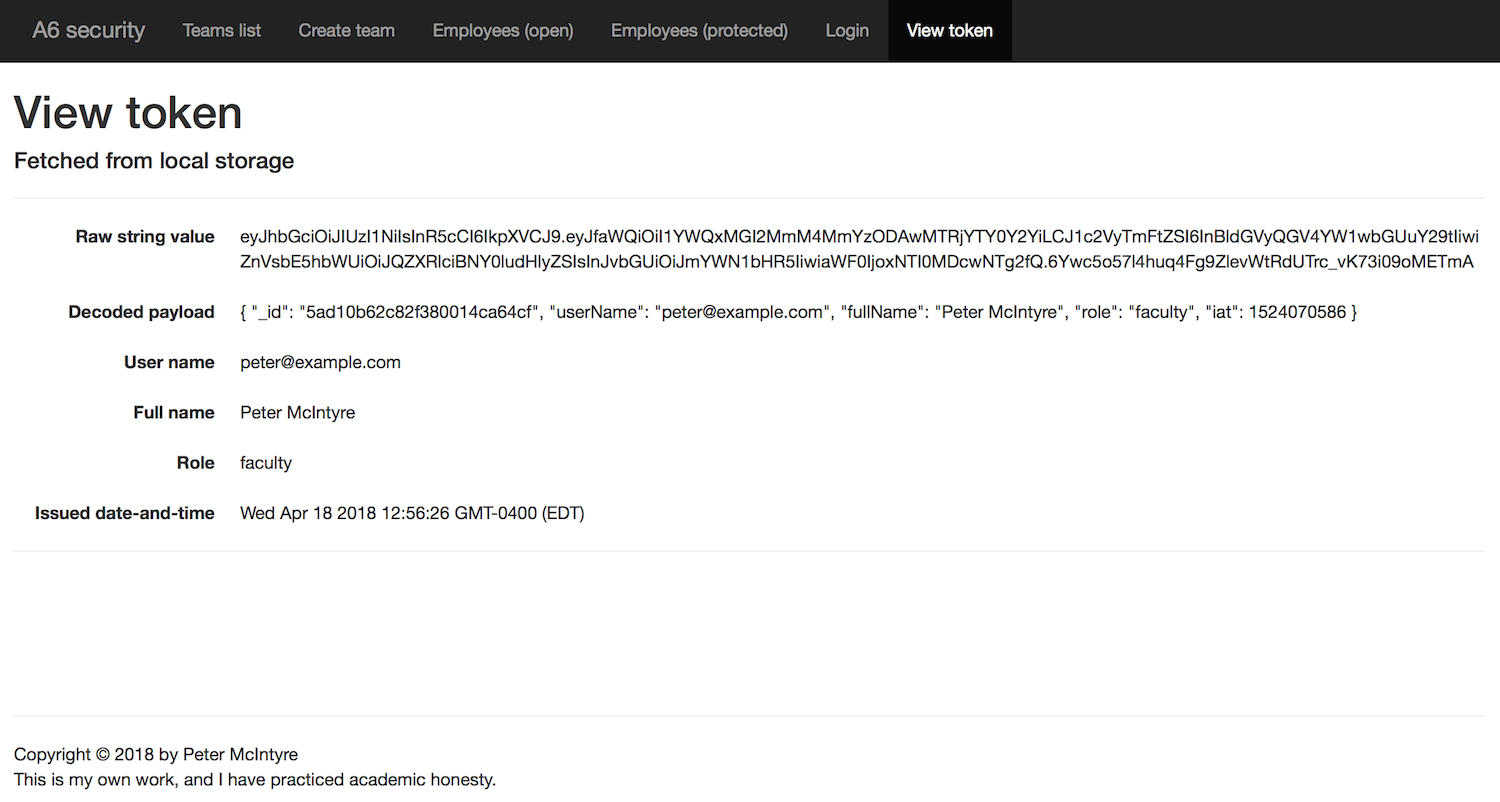 A6 security Teams list Create team Employees (open) Employees (protected) Login View token
View token
Fetched from local storage
Raw string value eyJhbGciOiJIUzI1NiIsInR5cCI6IkpXVCJ9.eyJfaWQiOiI1YWQxMGI2MmM4MmYzODAwMTRjYTY0Y2YiLCJ1c2VyTmFtZSI6InBldGVyQGV4YW1wbGUuY29tIiwi
ZnVsbE5hbWUiOiJQZXRlciBNY0ludHlyZSIsInJvbGUiOiJmYWN1bHR5IiwiaWF0IjoxNTI0MDcwNTg2fQ.6Ywc5o57l4huq4Fg9ZlevWtRdUTrc_vK73i09oMETmA
Decoded payload { "_id": "5ad10b62c82f380014ca64cf", "userName": "peter@example.com", "fullName": "Peter McIntyre", "role": "faculty", "iat": 1524070586 }
User name peter@example.com
Full name Peter McIntyre
Role faculty
Issued date-and-time Wed Apr 18 2018 12:56:26 GMT-0400 (EDT)
Copyright © 2018 by Peter McIntyre
This is my own work, and I have practiced academic honesty.